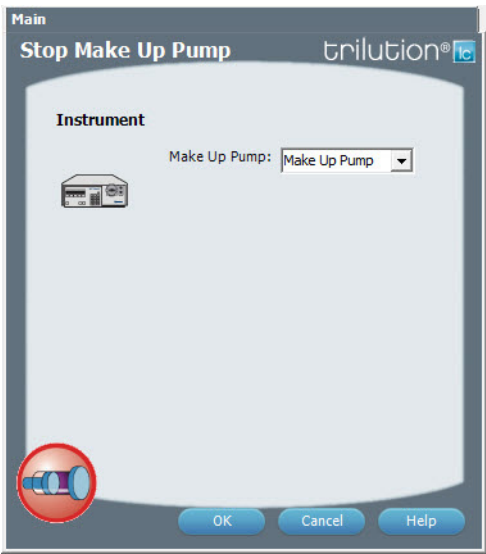 Main
Stop Make Up Pump
trilution® lc
Instrument
Make Up Pump: Make Up Pump
OK Cancel Help